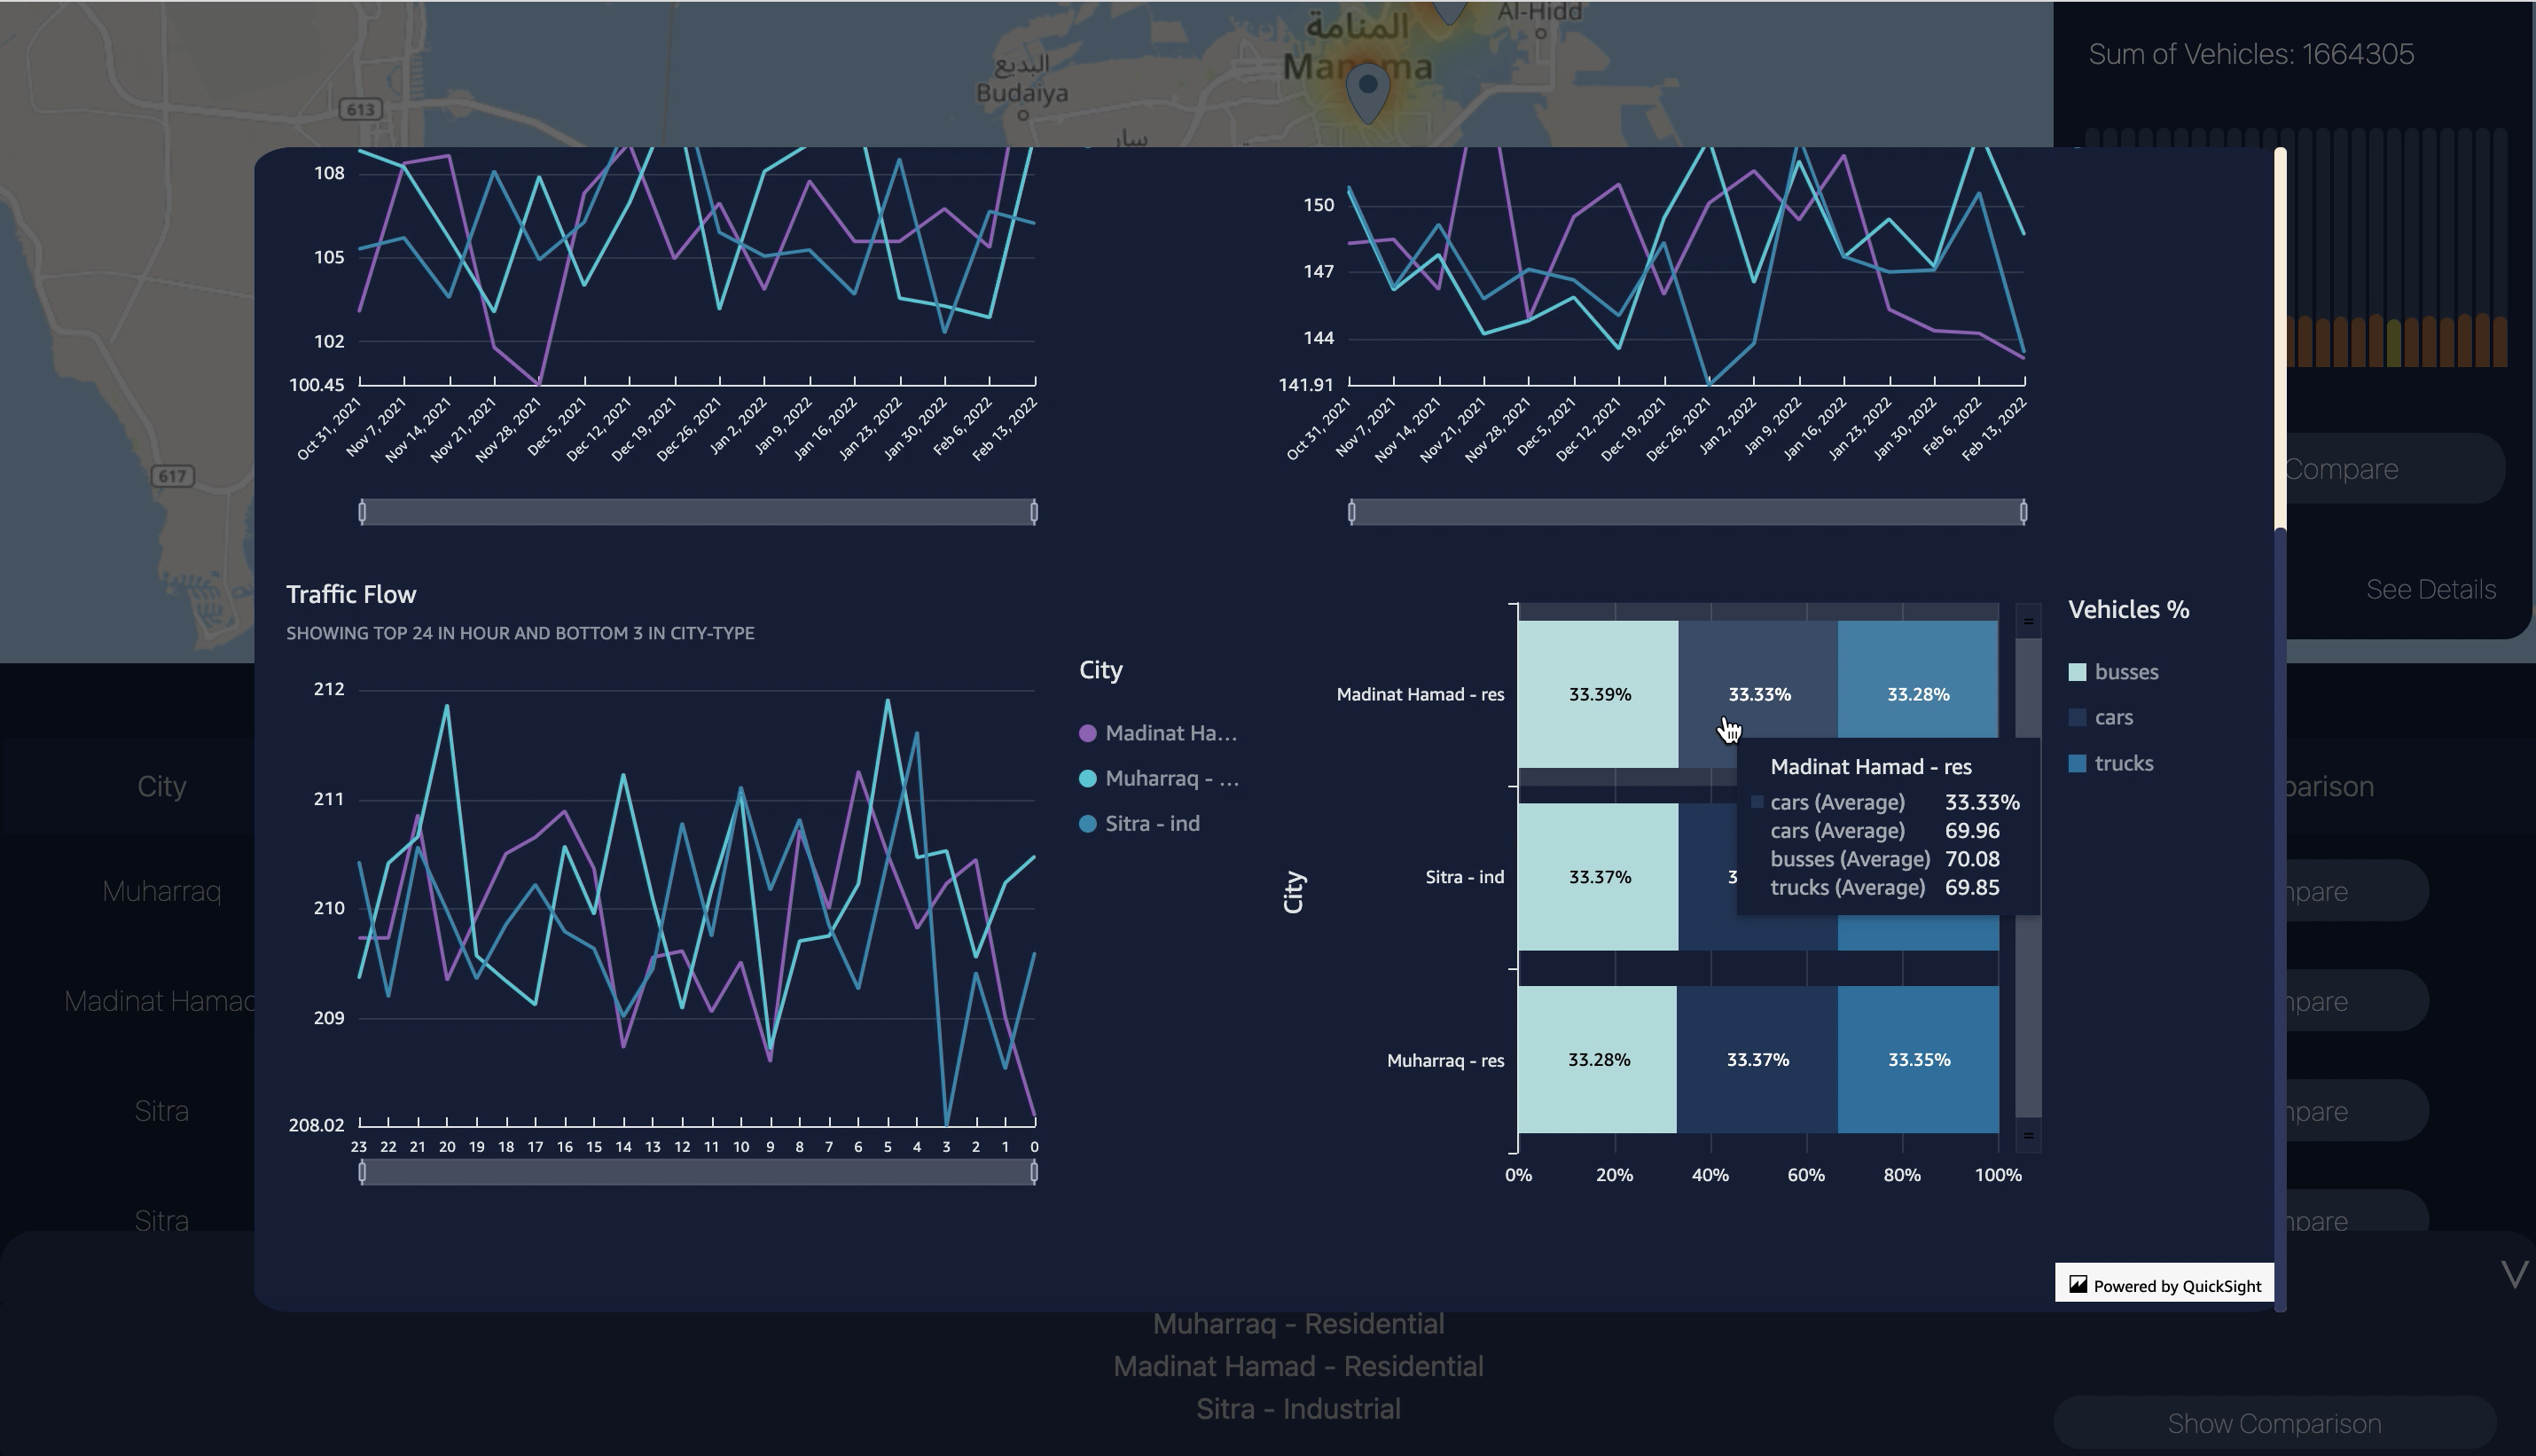 المنامة
Manama
Al-Hidd
البديع
Budaiya
سار
613
617
Sum of Vehicles: 1664305
Compare
See Details
108
105
102
100.45
Oct 31, 2021
Nov 7, 2021
Nov 14, 2021
Nov 21, 2021
Nov 28, 2021
Dec 5, 2021
Dec 12, 2021
Dec 19, 2021
Dec 26, 2021
Jan 2, 2022
Jan 9, 2022
Jan 16, 2022
Jan 23, 2022
Jan 30, 2022
Feb 6, 2022
Feb 13, 2022
150
147
144
141.91
Oct 31, 2021
Nov 7, 2021
Nov 14, 2021
Nov 21, 2021
Nov 28, 2021
Dec 5, 2021
Dec 12, 2021
Dec 19, 2021
Dec 26, 2021
Jan 2, 2022
Jan 9, 2022
Jan 16, 2022
Jan 23, 2022
Jan 30, 2022
Feb 6, 2022
Feb 13, 2022
Traffic Flow
SHOWING TOP 24 IN HOUR AND BOTTOM 3 IN CITY-TYPE
212
211
210
209
208.02
23 22 21 20 19 18 17 16 15 14 13 12 11 10 9 8 7 6 5 4 3 2 1 0
City
Madinat Ha...
Muharraq - ...
Sitra - ind
City
Madinat Hamad - res
33.39% 33.33% 33.28%
Sitra - ind
33.37% 3
Muharraq - res
33.28% 33.37% 33.35%
0% 20% 40% 60% 80% 100%
Madinat Hamad - res
cars (Average) 33.33%
cars (Average) 69.96
busses (Average) 70.08
trucks (Average) 69.85
Vehicles %
busses
cars
trucks
Powered by QuickSight
City
parison
Muharraq
mpare
Madinat Hamad
mpare
Sitra
mpare
Sitra
mpare
Muharraq - Residential
Madinat Hamad - Residential
Sitra - Industrial
Show Comparison